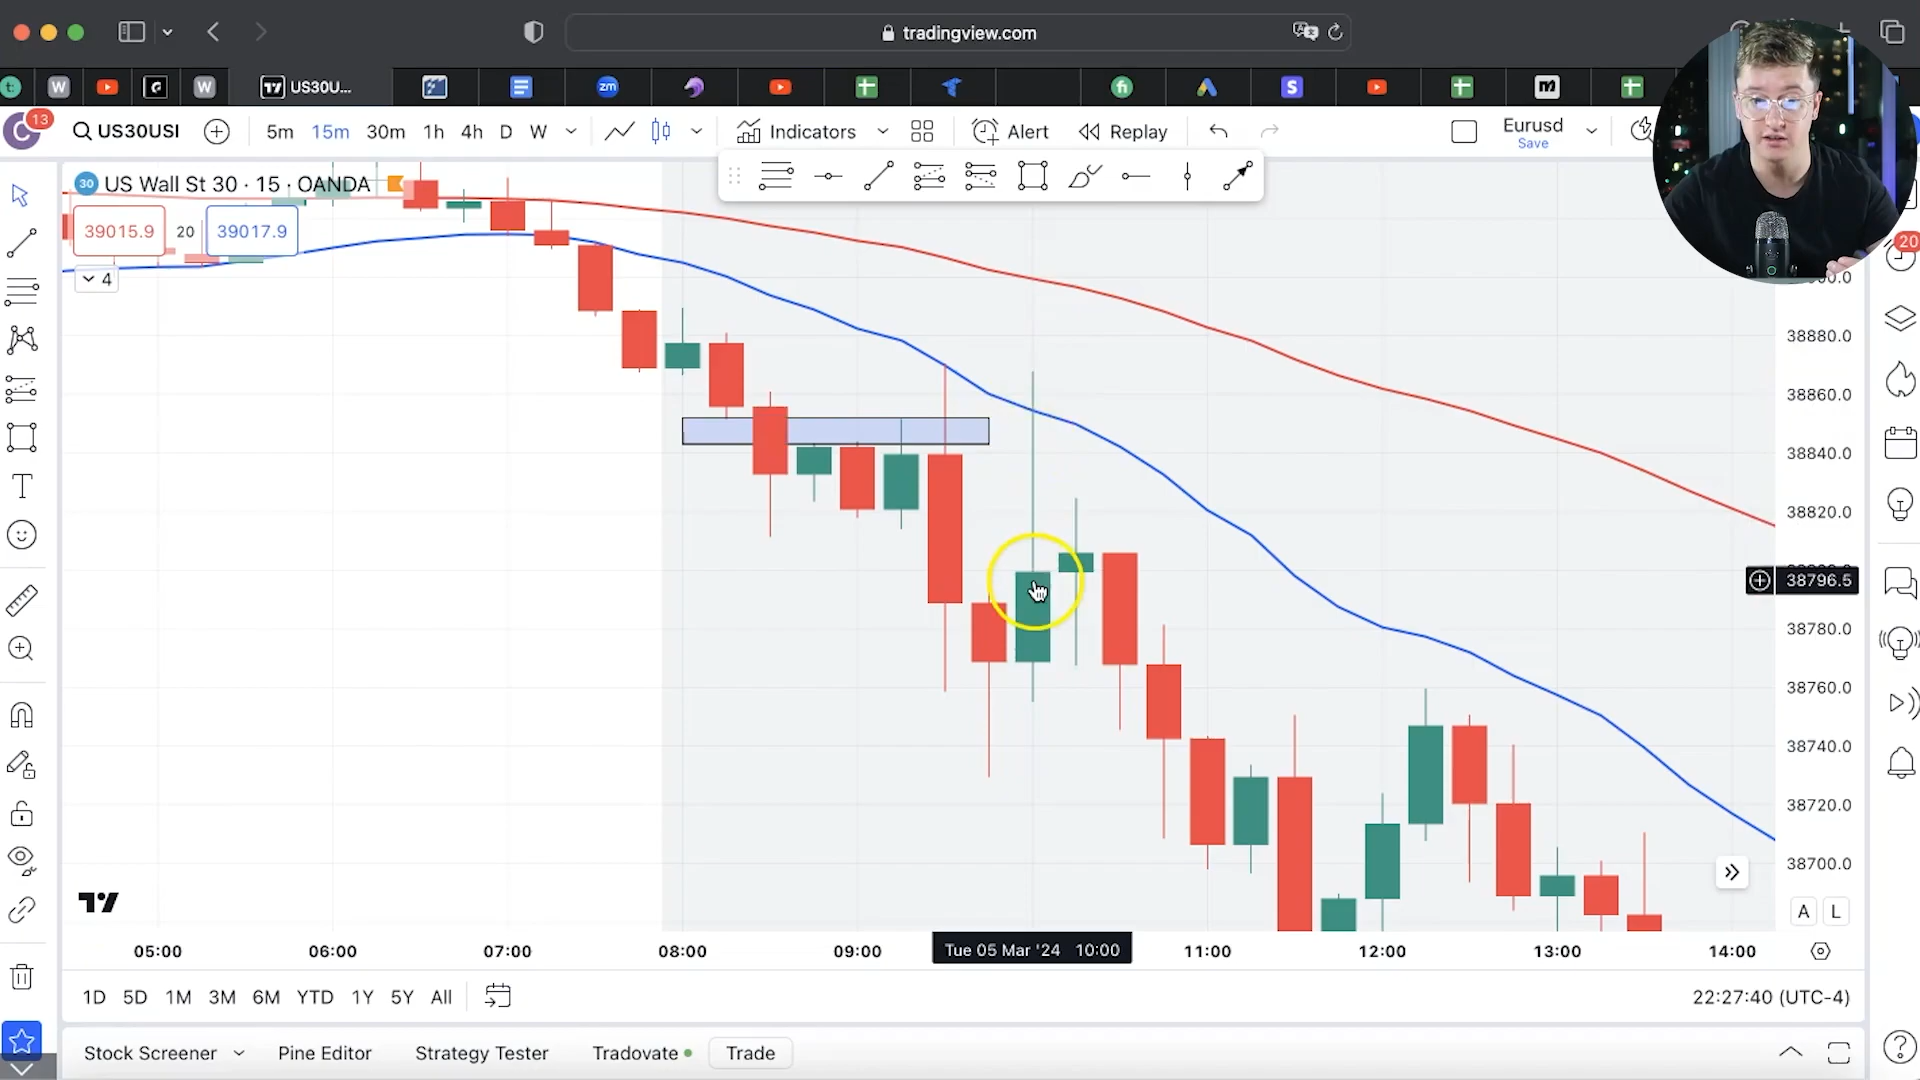 tradingview.com
W
W
US30U...
zm
S
13
US30USI
5m 15m 30m 1h 4h D W
Indicators
Alert
Replay
Eurusd
Save
30 US Wall St 30 · 15 · OANDA
39015.9 20 39017.9
4
20
38880.0
38860.0
38840.0
38820.0
38796.5
38780.0
38760.0
38740.0
38720.0
38700.0
A L
05:00 06:00 07:00 08:00 09:00 Tue 05 Mar '24 10:00 11:00 12:00 13:00 14:00
1D 5D 1M 3M 6M YTD 1Y 5Y All
22:27:40 (UTC-4)
Stock Screener Pine Editor Strategy Tester Tradovate Trade